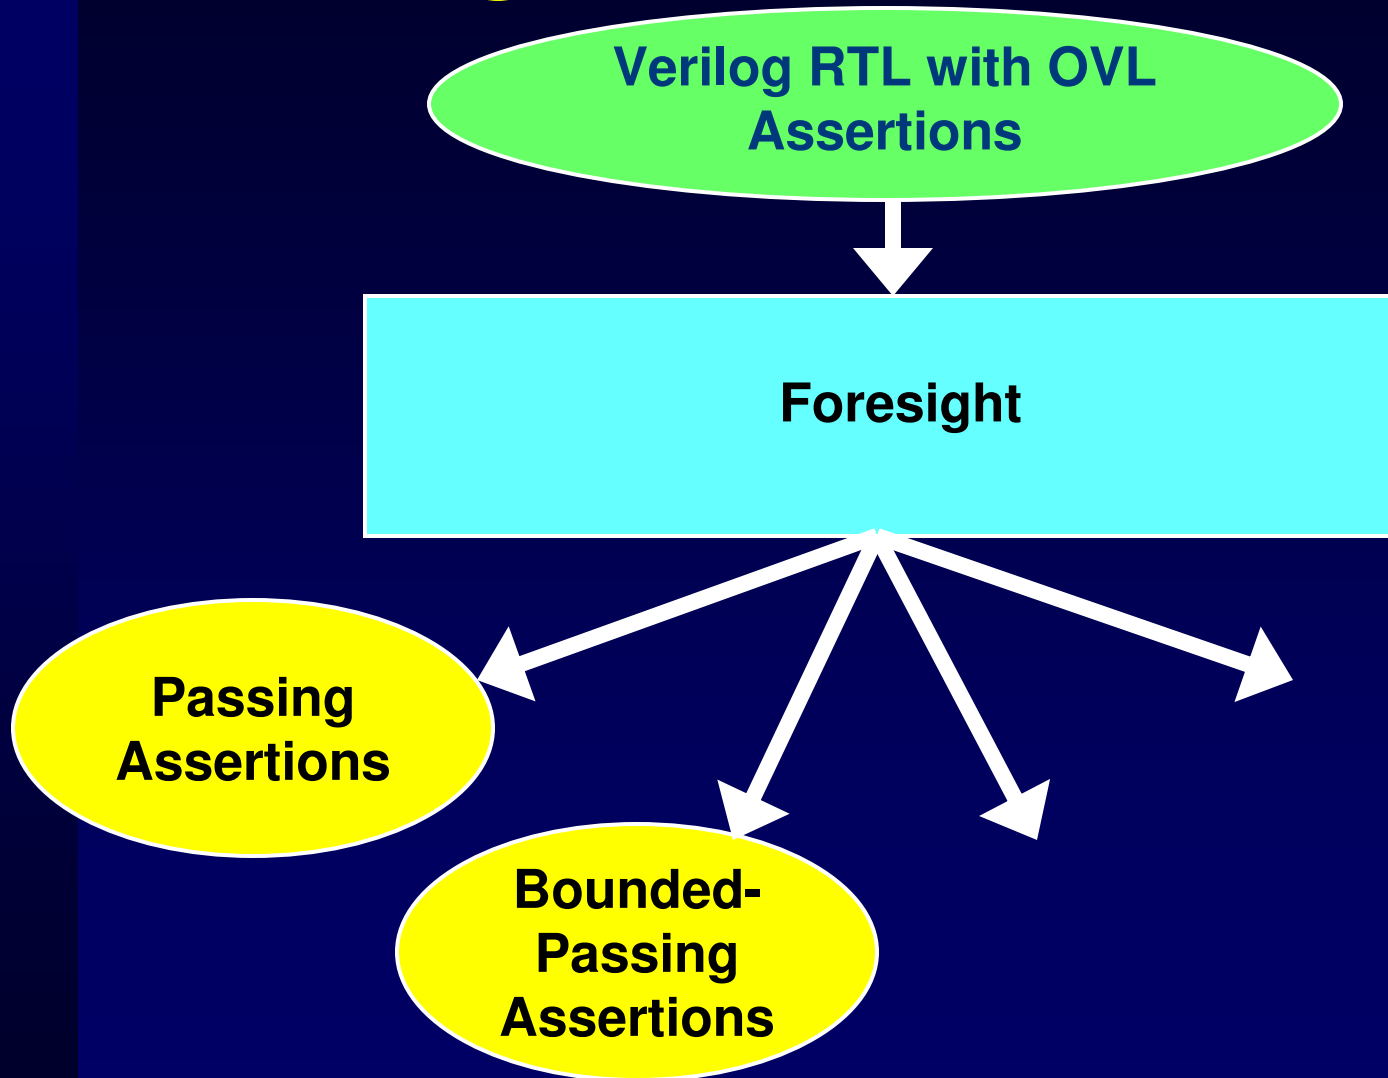 Verilog RTL with OVL
Assertions
Foresight
Passing
Assertions
Bounded-
Passing
Assertions